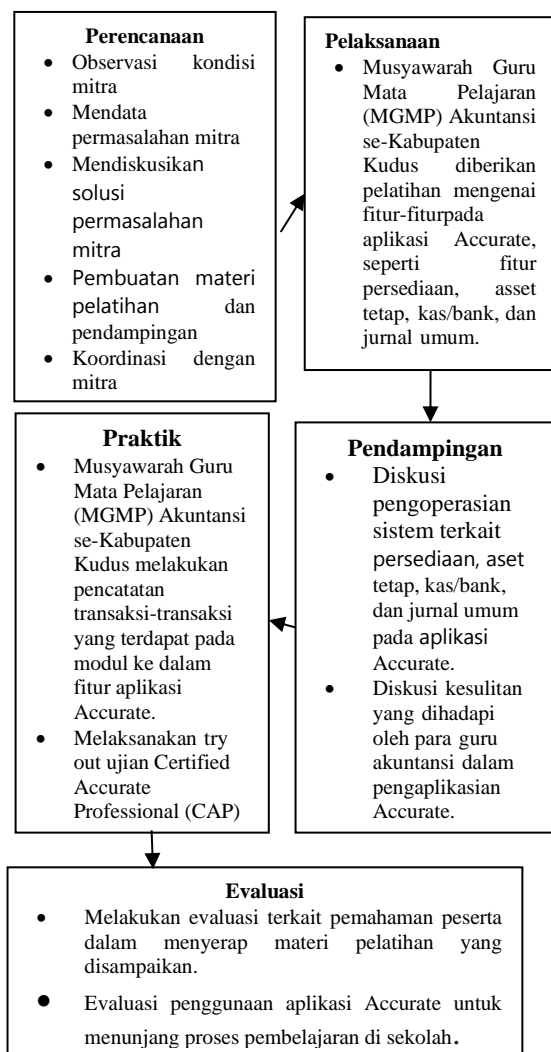 Perencanaan
• Observasi kondisi
mitra
• Mendata
permasalahan mitra
• Mendiskusikan
solusi
permasalahan
mitra
• Pembuatan materi
pelatihan dan
pendampingan
• Koordinasi dengan
mitra
Pelaksanaan
• Musyawarah Guru
Mata Pelajaran
(MGMP) Akuntansi
se-Kabupaten
Kudus diberikan
pelatihan mengenai
fitur-fiturpada
aplikasi Accurate,
seperti fitur
persediaan, asset
tetap, kas/bank, dan
jurnal umum.
Pendampingan
• Diskusi
pengoperasian
sistem terkait
persediaan, aset
tetap, kas/bank,
dan jurnal umum
pada aplikasi
Accurate.
• Diskusi kesulitan
yang dihadapi
oleh para guru
akuntansi dalam
pengaplikasian
Accurate.
Praktik
• Musyawarah Guru
Mata Pelajaran
(MGMP) Akuntansi
se-Kabupaten
Kudus melakukan
pencatatan
transaksi-transaksi
yang terdapat pada
modul ke dalam
fitur aplikasi
Accurate.
• Melaksanakan try
out ujian Certified
Accurate
Professional (CAP)
Evaluasi
• Melakukan evaluasi terkait pemahaman peserta
dalam menyerap materi pelatihan yang
disampaikan.
• Evaluasi penggunaan aplikasi Accurate untuk
menunjang proses pembelajaran di sekolah.